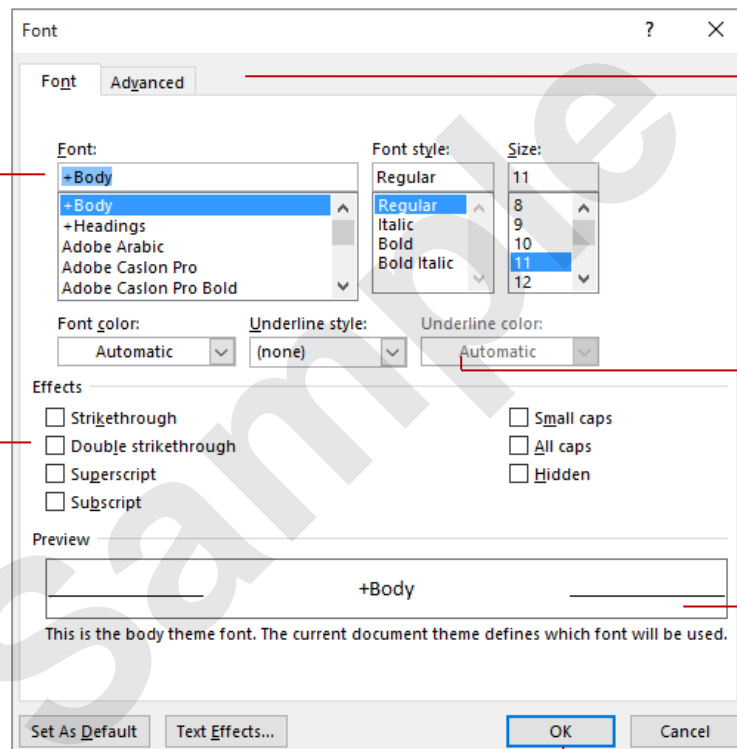 Font ? ×
Font Advanced
Font: Font style: Size:
+Body Regular 11
+Body Regular 8
+Headings Italic 9
Adobe Arabic Bold 10
Adobe Caslon Pro Bold Italic 11
Adobe Caslon Pro Bold 12
Font color: Underline style: Underline color:
Automatic (none) Automatic
Effects
Strikethrough Small caps
Double strikethrough All caps
Superscript Hidden
Subscript
Preview
+Body
This is the body theme font. The current document theme defines which font will be used.
Set As Default Text Effects... OK Cancel
Sample